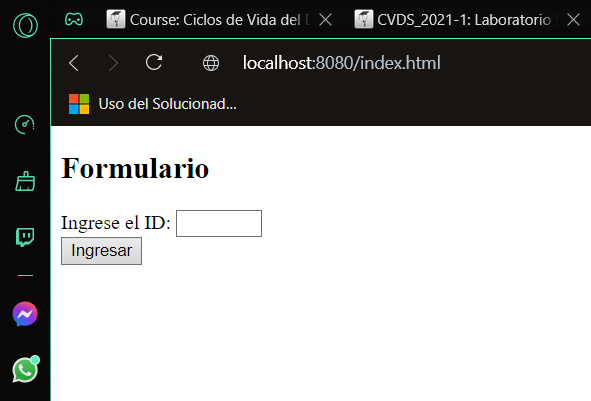 Course: Ciclos de Vida del
CVDS_2021-1: Laboratorio
localhost:8080/index.html
Uso del Solucionad...
Formulario
Ingrese el ID:
Ingresar